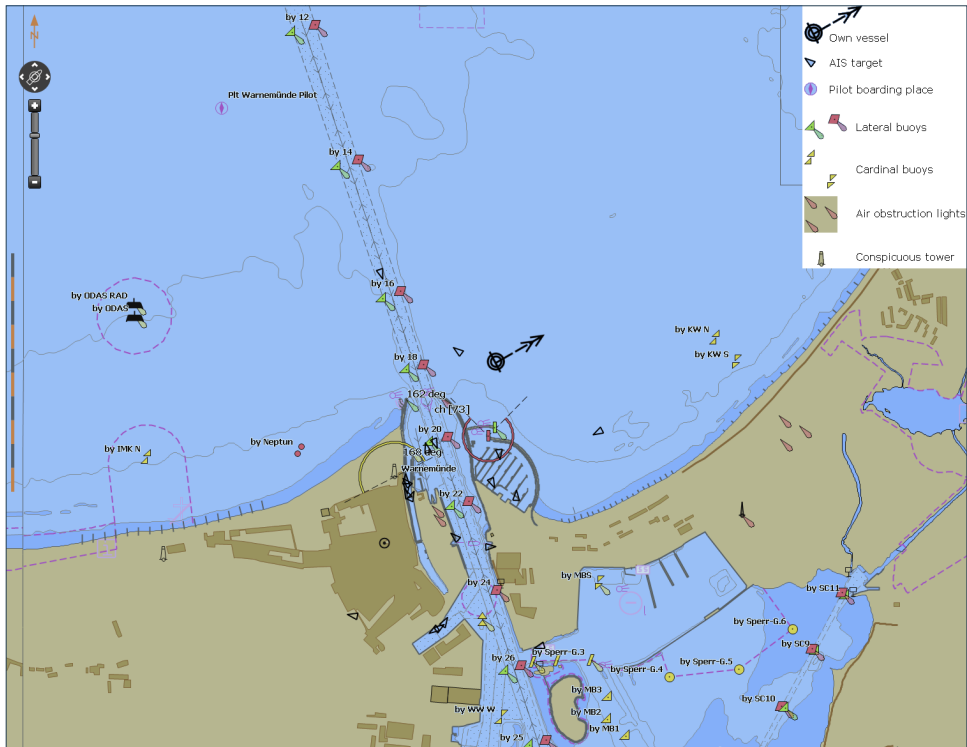 by 12
N
Own vessel
AIS target
Plt Warnemünde Pilot
Pilot boarding place
Lateral buoys
by 14
Cardinal buoys
Air obstruction lights
Conspicuous tower
by 16
by ODAS RAD
by ODAS
by KW N
by KW S
by 18
162 deg
ch [73]
by 20
by Neptun
by IMK N
168 deg
Warnemünde
by 22
by MBS
by 24
by SC11
by Sperr-G.6
by Sperr-G.3
by SC9
by 26
by Sperr-G.4
by Sperr-G.5
by MB3
by SC10
by WW W
by MB2
by MB1
by 25